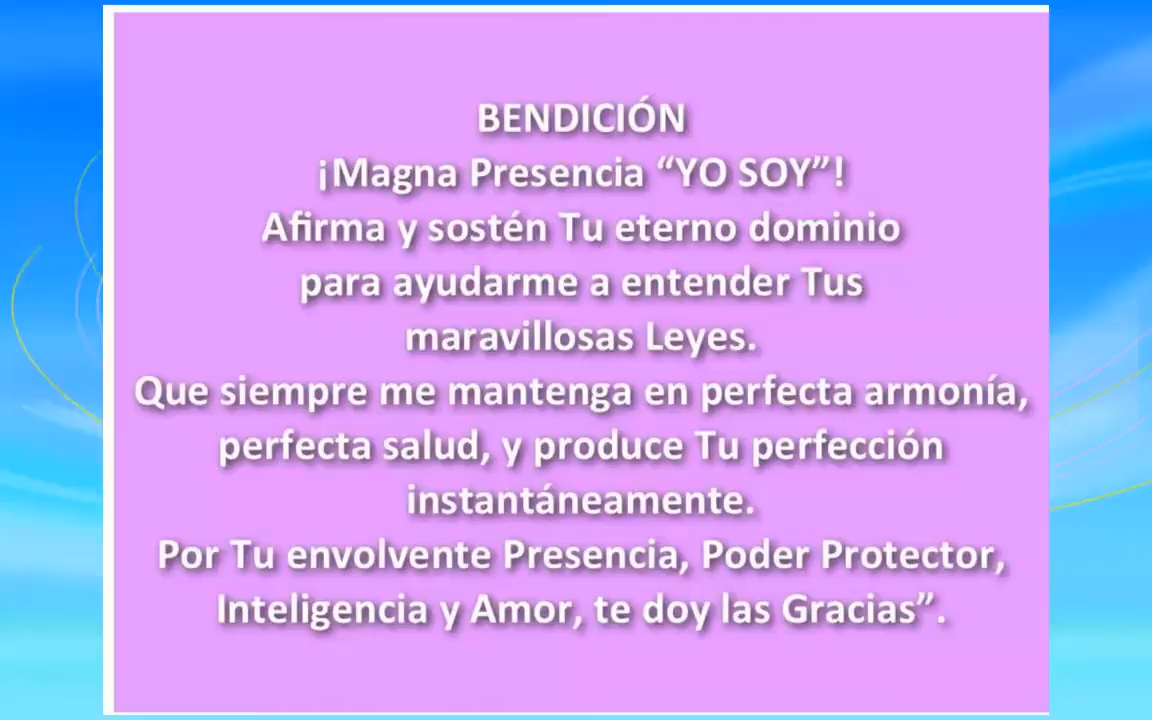 BENDICIÓN
¡Magna Presencia “YO SOY”!
Afirma y sostén Tu eterno dominio
para ayudarme a entender Tus
maravillosas Leyes.
Que siempre me mantenga en perfecta armonía,
perfecta salud, y produce Tu perfección
instantáneamente.
Por Tu envolvente Presencia, Poder Protector,
Inteligencia y Amor, te doy las Gracias”.